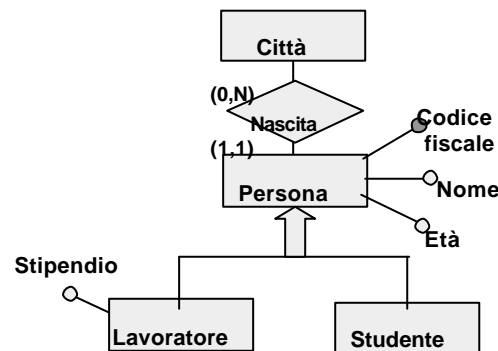 Città
(0,N)
Nascita
(1,1)
Codice
fiscale
Persona
Nome
Età
Stipendio
Lavoratore
Studente